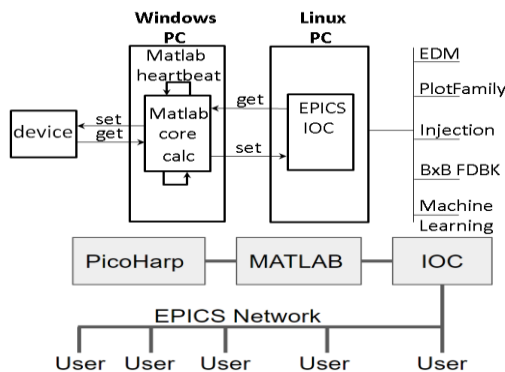 Windows PC
Linux PC
Matlab heartbeat
device
set
get
Matlab core calc
get
set
EPICS IOC
EDM
PlotFamily
Injection
BxB FDBK
Machine Learning
PicoHarp
MATLAB
IOC
EPICS Network
User User User User User